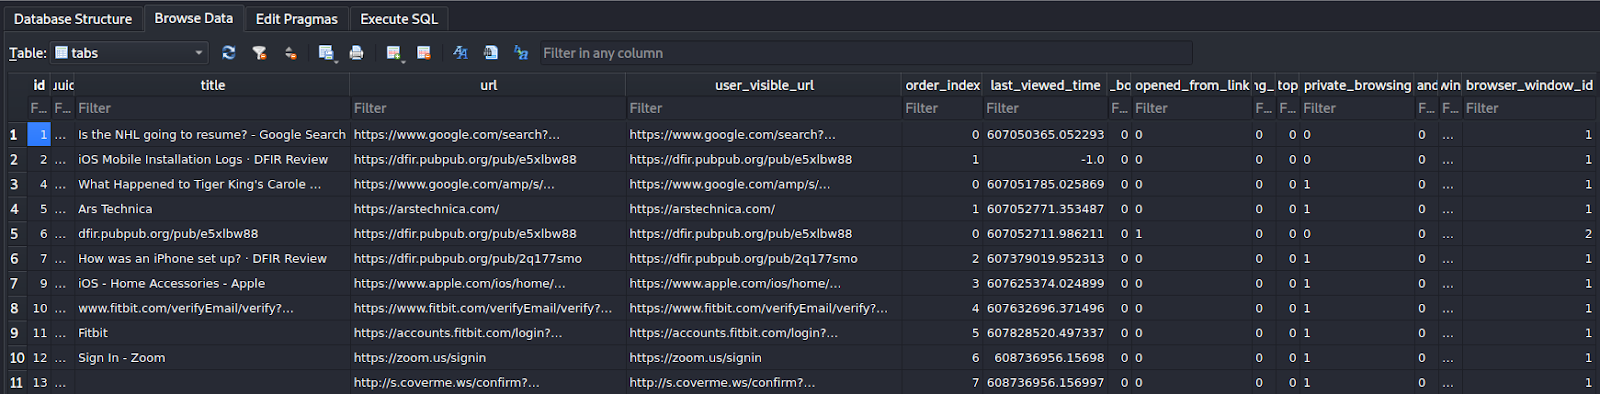 Database Structure Browse Data Edit Pragmas Execute SQL
Table: tabs Filter in any column
id uuic title url user_visible_url order_index last_viewed_time _bo opened_from_link ng_ top private_browsing and win browser_window_id
F... F... Filter Filter Filter Filter Filter F... Filter F... F... Filter F... F... Filter
1 1 ... Is the NHL going to resume? - Google Search https://www.google.com/search?... https://www.google.com/search?... 0 607050365.052293 0 0 0 0 0 0 ... 1
2 2 ... iOS Mobile Installation Logs · DFIR Review https://dfir.pubpub.org/pub/e5xlbw88 https://dfir.pubpub.org/pub/e5xlbw88 1 -1.0 0 0 0 0 0 0 ... 1
3 4 ... What Happened to Tiger King's Carole ... https://www.google.com/amp/s/... https://www.google.com/amp/s/... 0 607051785.025869 0 0 0 0 1 0 ... 1
4 5 ... Ars Technica https://arstechnica.com/ https://arstechnica.com/ 1 607052771.353487 0 0 0 0 1 0 ... 1
5 6 ... dfir.pubpub.org/pub/e5xlbw88 https://dfir.pubpub.org/pub/e5xlbw88 https://dfir.pubpub.org/pub/e5xlbw88 0 607052711.986211 0 1 0 0 0 0 ... 2
6 7 ... How was an iPhone set up? · DFIR Review https://dfir.pubpub.org/pub/2q177smo https://dfir.pubpub.org/pub/2q177smo 2 607379019.952313 0 0 0 0 1 0 ... 1
7 9 ... iOS - Home Accessories - Apple https://www.apple.com/ios/home/... https://www.apple.com/ios/home/... 3 607625374.024899 0 0 0 0 1 0 ... 1
8 10 ... www.fitbit.com/verifyEmail/verify?... https://www.fitbit.com/verifyEmail/verify?... https://www.fitbit.com/verifyEmail/verify?... 4 607632696.371496 0 0 0 0 1 0 ... 1
9 11 ... Fitbit https://accounts.fitbit.com/login?... https://accounts.fitbit.com/login?... 5 607828520.497337 0 0 0 0 1 0 ... 1
10 12 ... Sign In - Zoom https://zoom.us/signin https://zoom.us/signin 6 608736956.15698 0 0 0 0 1 0 ... 1
11 13 ... http://s.coverme.ws/confirm?... http://s.coverme.ws/confirm?... 7 608736956.156997 0 0 0 0 1 0 ... 1